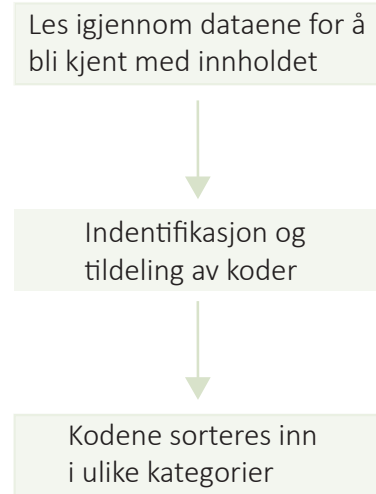 Les igjennom dataene for å
bli kjent med innholdet
Indentifikasjon og
tildeling av koder
Kodene sorteres inn
i ulike kategorier